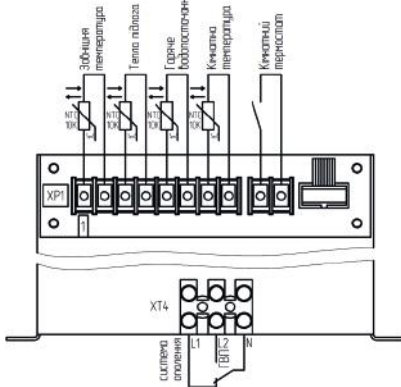 Зовнішня
температура
Тепла підлога
Гаряче
водопостачання
Кімнатна
температура
Кімнатний
термостат
NTC
10K
NTC
10K
NTC
10K
NTC
10K
XP1
1
XT4
система
опалення
L1
L2
N
ГВП